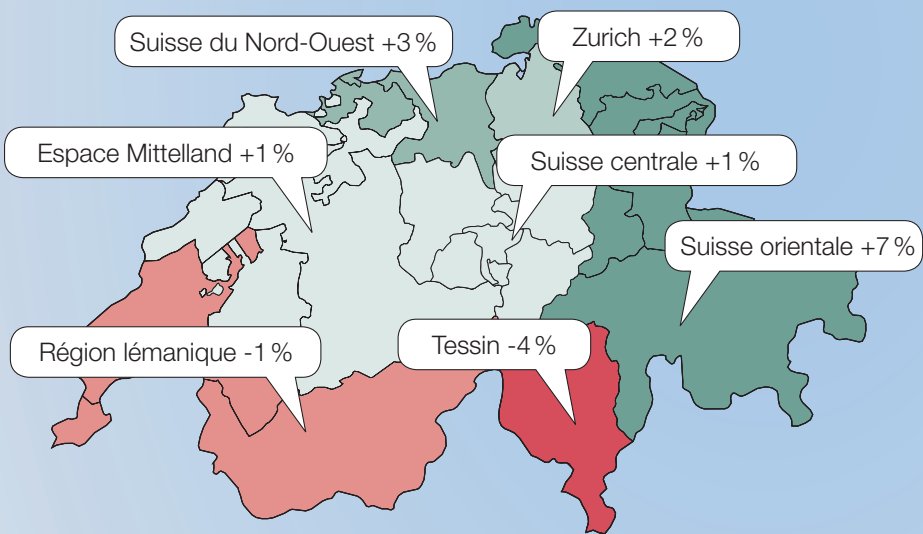 Suisse du Nord-Ouest +3 %
Zurich +2 %
Espace Mittelland +1 %
Suisse centrale +1 %
Suisse orientale +7 %
Région lémanique -1 %
Tessin -4 %